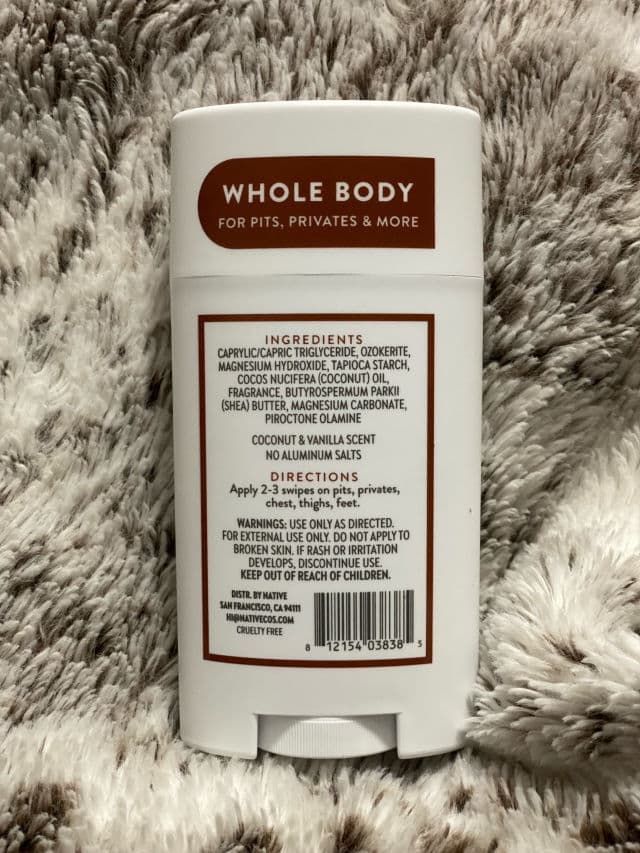 WHOLE BODY
FOR PITS, PRIVATES & MORE
INGREDIENTS
CAPRYLIC/CAPRIC TRIGLYCERIDE, OZOKERITE,
MAGNESIUM HYDROXIDE, TAPIOCA STARCH,
COCOS NUCIFERA (COCONUT) OIL,
FRAGRANCE, BUTYROSPERMUM PARKII
(SHEA) BUTTER, MAGNESIUM CARBONATE,
PIROCTONE OLAMINE
COCONUT & VANILLA SCENT
NO ALUMINUM SALTS
DIRECTIONS
Apply 2-3 swipes on pits, privates,
chest, thighs, feet.
WARNINGS: USE ONLY AS DIRECTED.
FOR EXTERNAL USE ONLY. DO NOT APPLY TO
BROKEN SKIN. IF RASH OR IRRITATION
DEVELOPS, DISCONTINUE USE.
KEEP OUT OF REACH OF CHILDREN.
DISTR. BY NATIVE
SAN FRANCISCO, CA 94111
HI@NATIVECOS.COM
CRUELTY FREE
8 12154 03838 5